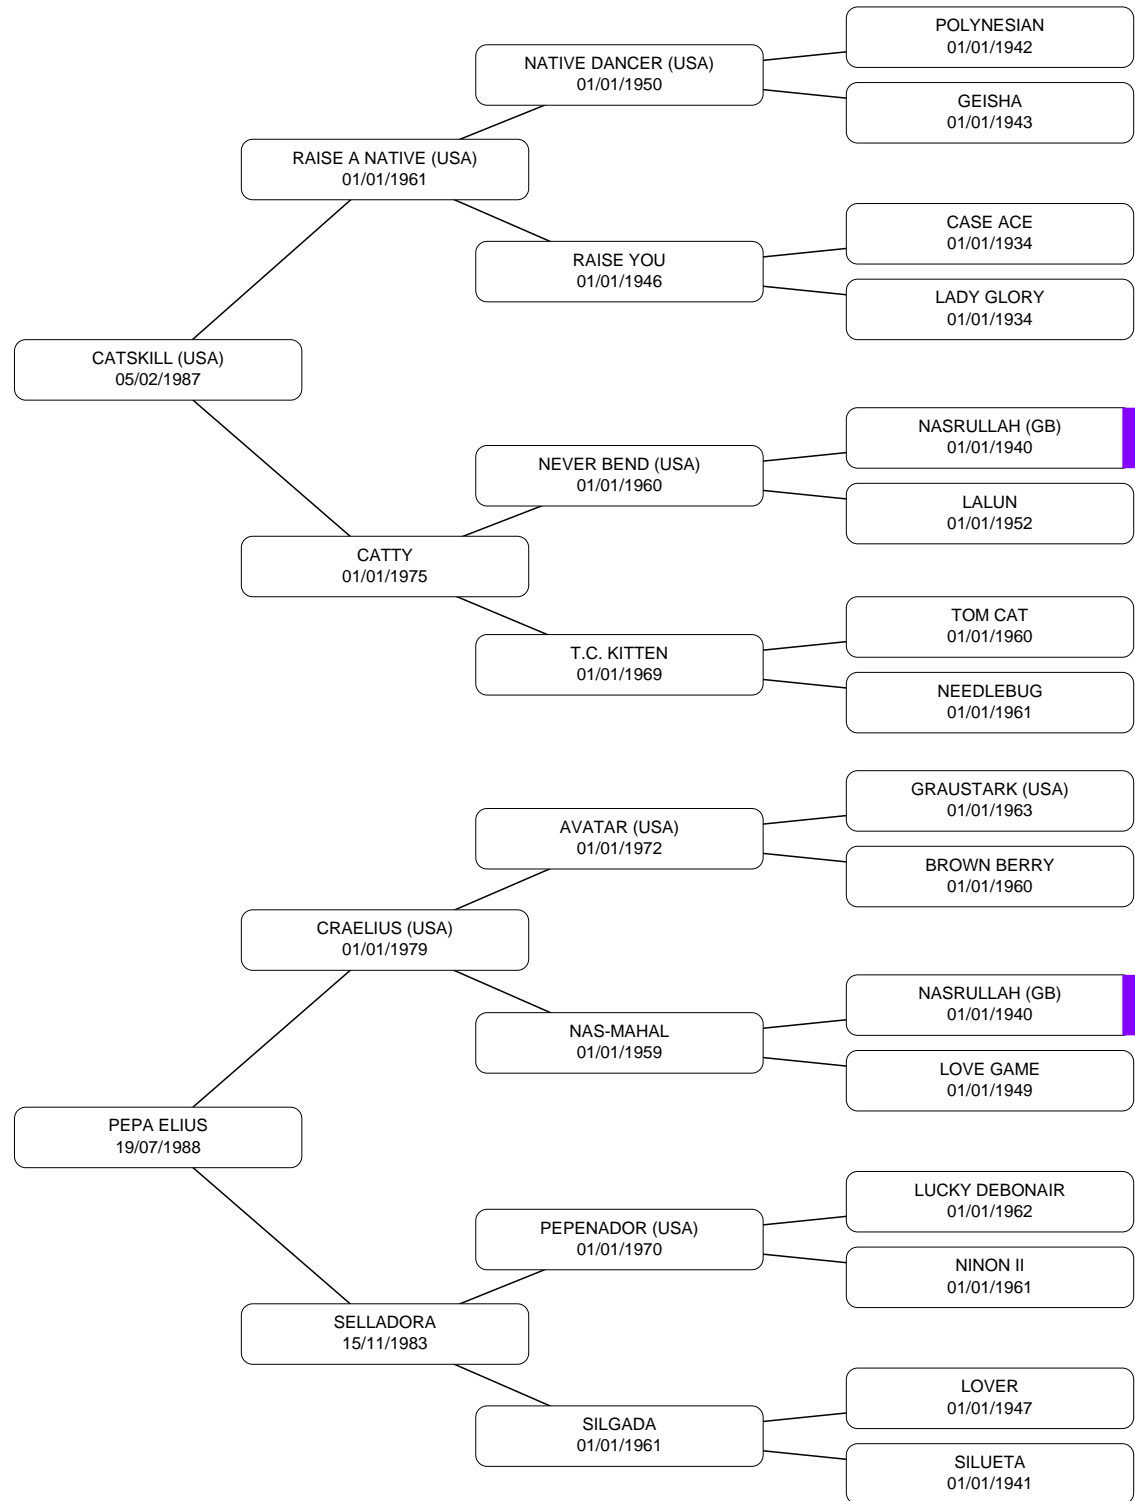 POLYNESIAN
01/01/1942
NATIVE DANCER (USA)
01/01/1950
GEISHA
01/01/1943
RAISE A NATIVE (USA)
01/01/1961
CASE ACE
01/01/1934
RAISE YOU
01/01/1946
LADY GLORY
01/01/1934
CATSKILL (USA)
05/02/1987
NASRULLAH (GB)
01/01/1940
NEVER BEND (USA)
01/01/1960
LALUN
01/01/1952
CATTY
01/01/1975
TOM CAT
01/01/1960
T.C. KITTEN
01/01/1969
NEEDLEBUG
01/01/1961
GRAUSTARK (USA)
01/01/1963
AVATAR (USA)
01/01/1972
BROWN BERRY
01/01/1960
CRAELIUS (USA)
01/01/1979
NASRULLAH (GB)
01/01/1940
NAS-MAHAL
01/01/1959
LOVE GAME
01/01/1949
PEPA ELIUS
19/07/1988
LUCKY DEBONAIR
01/01/1962
PEPENADOR (USA)
01/01/1970
NINON II
01/01/1961
SELLADORA
15/11/1983
LOVER
01/01/1947
SILGADA
01/01/1961
SILUETA
01/01/1941